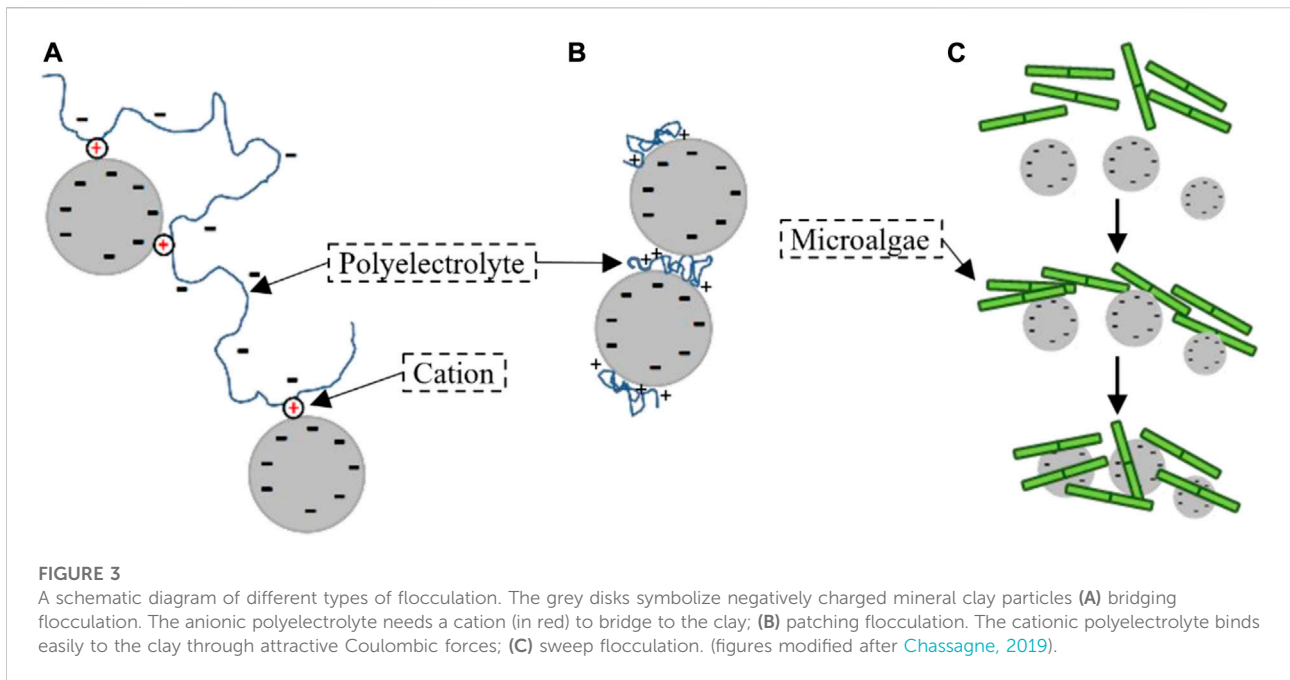 A
B
C
Microalgae
Polyelectrolyte
Cation
FIGURE 3
A schematic diagram of different types of flocculation. The grey disks symbolize negatively charged mineral clay particles (A) bridging
flocculation. The anionic polyelectrolyte needs a cation (in red) to bridge to the clay; (B) patching flocculation. The cationic polyelectrolyte binds
easily to the clay through attractive Coulombic forces; (C) sweep flocculation. (figures modified after Chassagne, 2019).